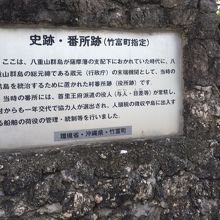 史跡・番所跡(竹富町指定)
ここは、八重山群島が薩摩藩の支配下におかれていた時代に、八
重山群島の総元締である蔵元(行政庁)の末端機関として、当時の
島を統治するために置かれた村番所(役所)跡です。
当時の番所には、首里王府派遣の役人(与人・目差等)が常駐し、
村からも一年交代で協力人が選出され、人頭税の徴収や島に出入
る船舶の荷役の管理・統制等を行いました。
環境省・沖縄県・竹富町